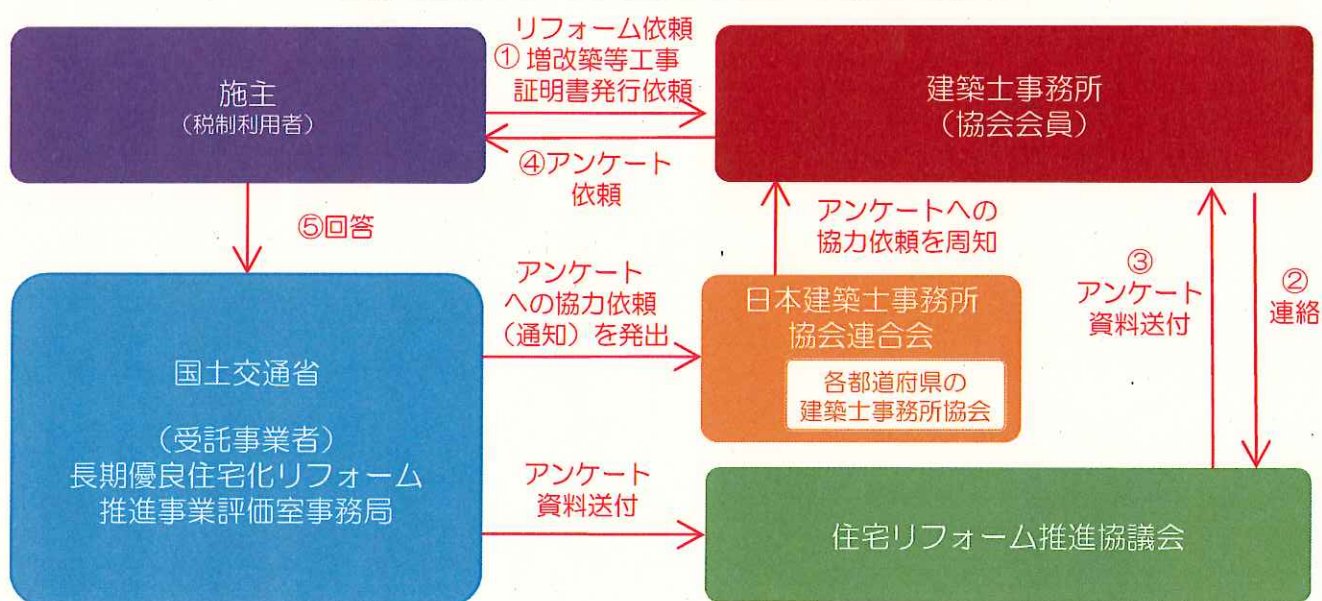 施主
（税制利用者）
リフォーム依頼
①増改築等工事
証明書発行依頼
④アンケート
依頼
建築士事務所
（協会会員）
⑤回答
アンケートへの
協力依頼を周知
③
アンケート
資料送付
②
連絡
国土交通省
（受託事業者）
長期優良住宅化リフォーム
推進事業評価室事務局
アンケート
への協力依頼
（通知）を発出
日本建築士事務所
協会連合会
各都道府県の
建築士事務所協会
アンケート
資料送付
住宅リフォーム推進協議会